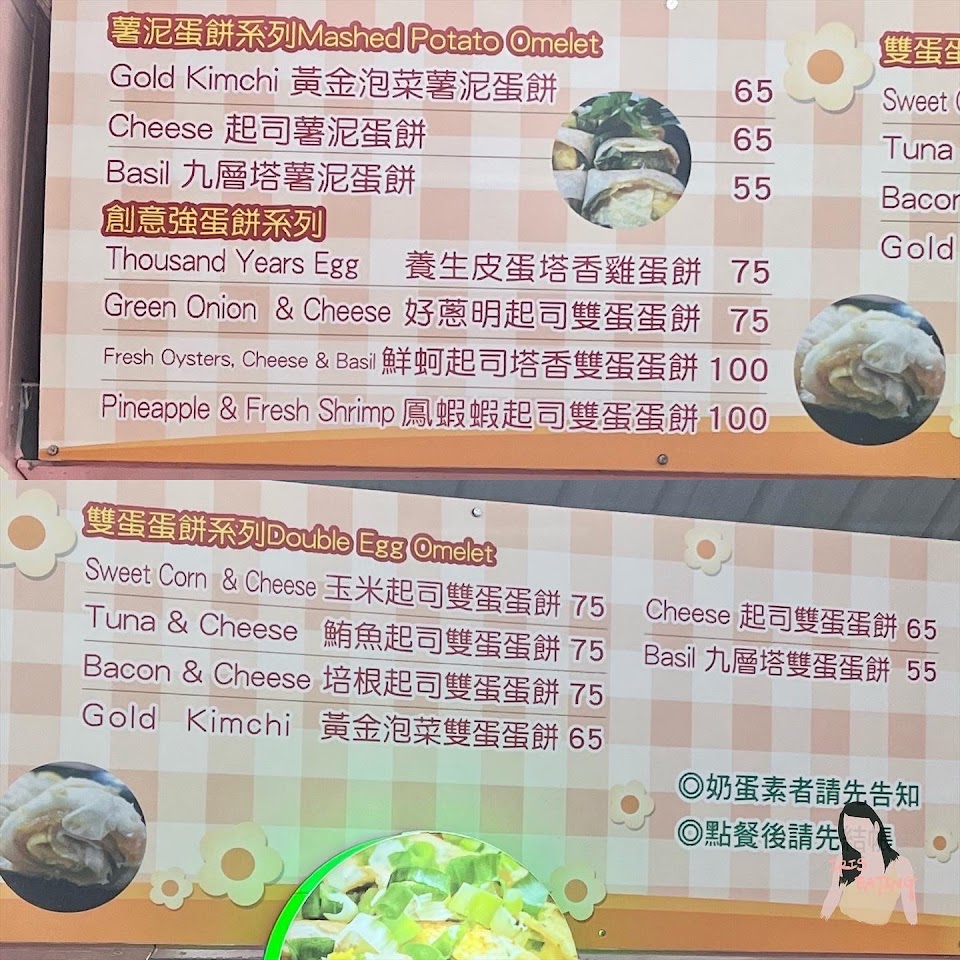 薯泥蛋餅系列Mashed Potato Omelet
Gold Kimchi 黃金泡菜薯泥蛋餅 65
Cheese 起司薯泥蛋餅 65
Basil 九層塔薯泥蛋餅 55
創意強蛋餅系列
Thousand Years Egg 養生皮蛋塔香雞蛋餅 75
Green Onion & Cheese 好蔥明起司雙蛋蛋餅 75
Fresh Oysters, Cheese & Basil 鮮蚵起司塔香雙蛋蛋餅 100
Pineapple & Fresh Shrimp 鳳蝦蝦起司雙蛋蛋餅 100
雙蛋蛋
Sweet
Tuna
Bacon
Gold
雙蛋蛋餅系列Double Egg Omelet
Sweet Corn & Cheese 玉米起司雙蛋蛋餅 75
Tuna & Cheese 鮪魚起司雙蛋蛋餅 75
Bacon & Cheese 培根起司雙蛋蛋餅 75
Gold Kimchi 黃金泡菜雙蛋蛋餅 65
Cheese 起司雙蛋蛋餅 65
Basil 九層塔雙蛋蛋餅 55
◎奶蛋素者請先告知
◎點餐後請先結帳